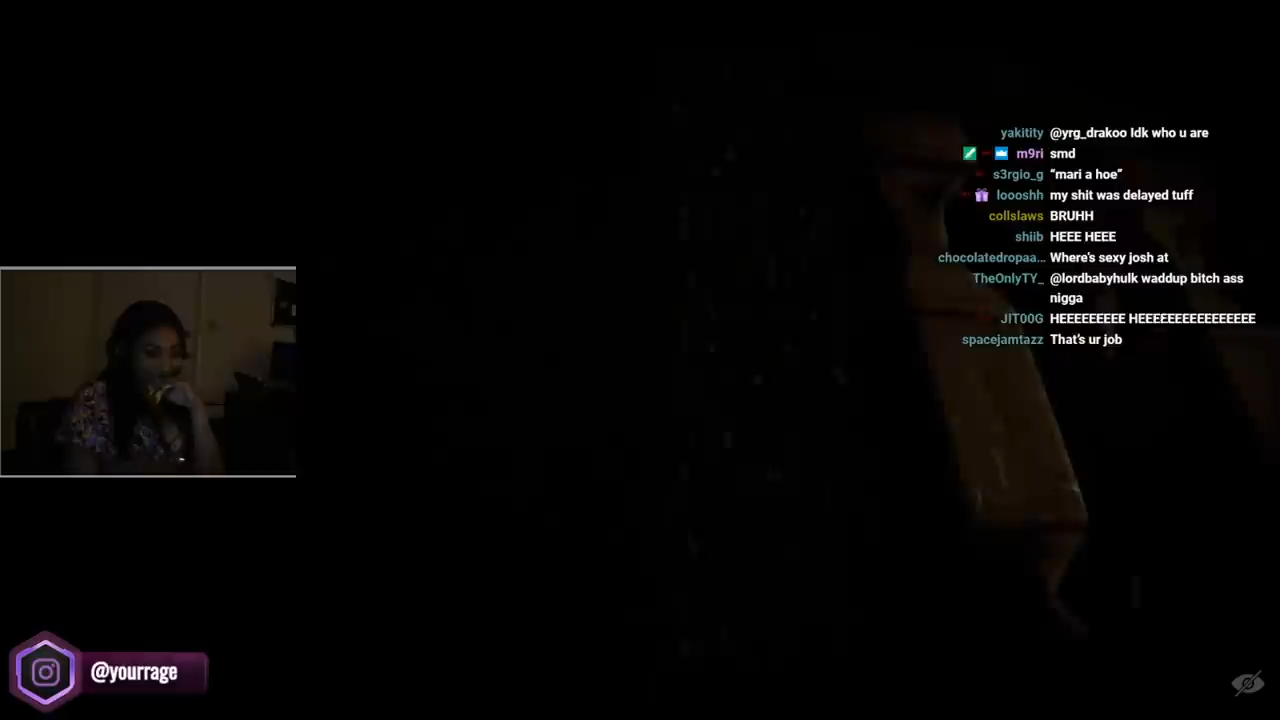 yakitity @yrg_drakoo Idk who u are
m9ri smd
s3rgio_g “mari a hoe”
loooshh my shit was delayed tuff
collslaws BRUHH
shiib HEEE HEEE
chocolatedropaa… Where’s sexy josh at
TheOnlyTY_ @lordbabyhulk waddup bitch ass
nigga
JIT00G HEEEEEEEEE HEEEEEEEEEEEEEEEE
spacejamtazz That’s ur job
@yourrage